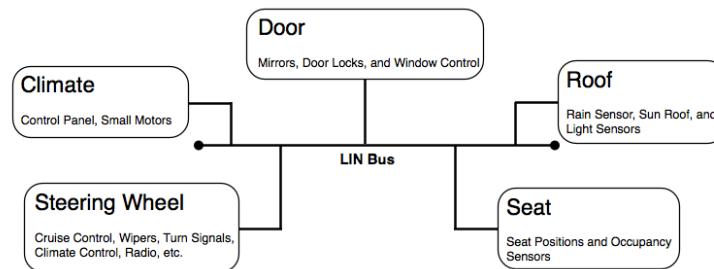 Door
Mirrors, Door Locks, and Window Control
Climate
Control Panel, Small Motors
Roof
Rain Sensor, Sun Roof, and
Light Sensors
LIN Bus
Steering Wheel
Cruise Control, Wipers, Turn Signals,
Climate Control, Radio, etc.
Seat
Seat Positions and Occupancy
Sensors